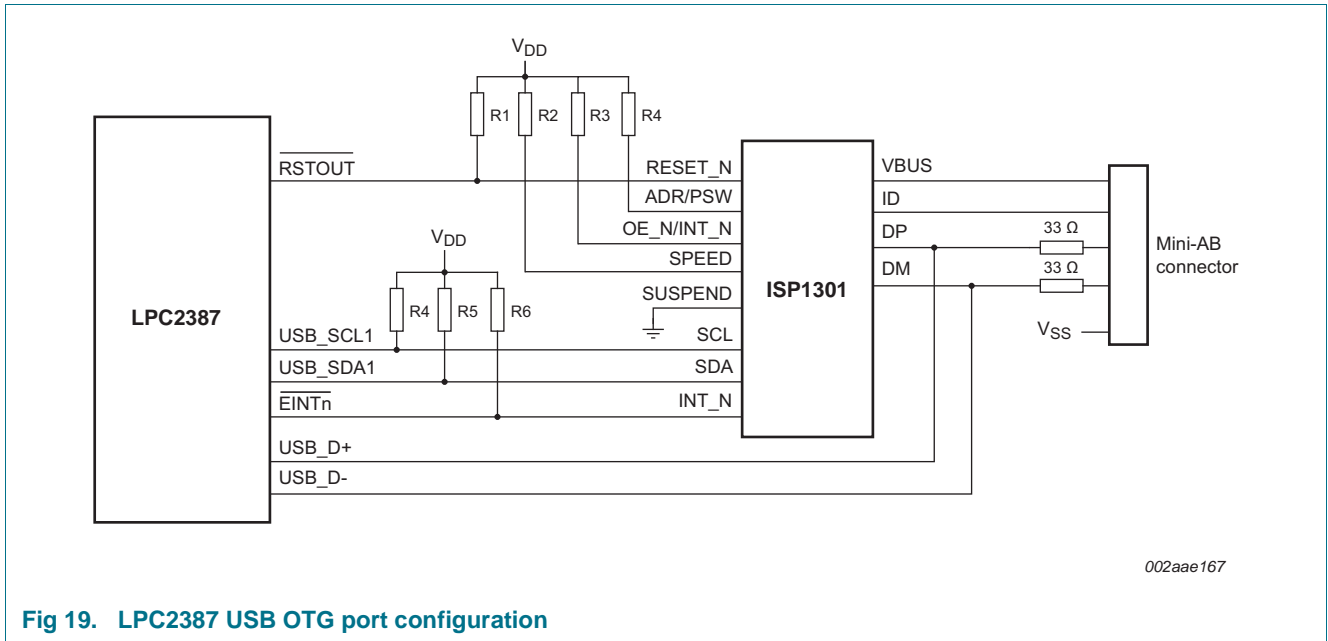 VDD
R1 R2 R3 R4
RSTOUT
RESET_N
ADR/PSW
OE_N/INT_N
SPEED
SUSPEND
SCL
SDA
INT_N
VDD
R4 R5 R6
LPC2387
USB_SCL1
USB_SDA1
EINTn
USB_D+
USB_D-
ISP1301
VBUS
ID
DP
DM
33 Ω
33 Ω
VSS
Mini-AB
connector
002aae167
Fig 19. LPC2387 USB OTG port configuration